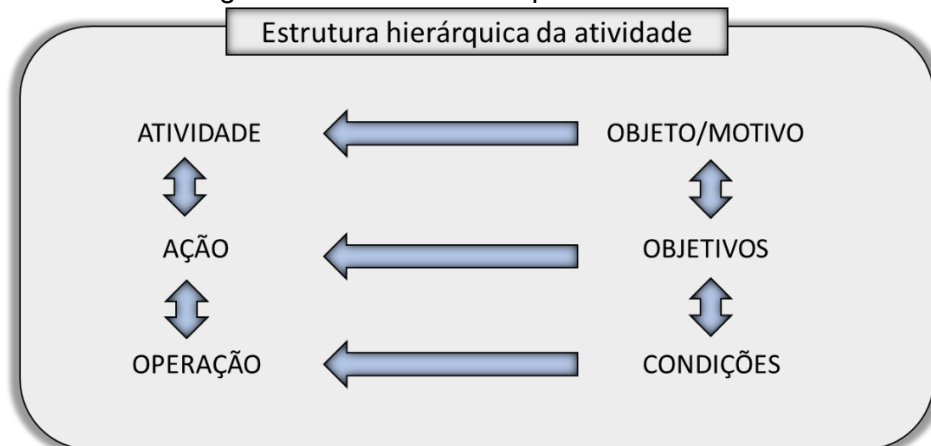 Estrutura hierárquica da atividade
ATIVIDADE
OBJETO/MOTIVO
AÇÃO
OBJETIVOS
OPERAÇÃO
CONDIÇÕES